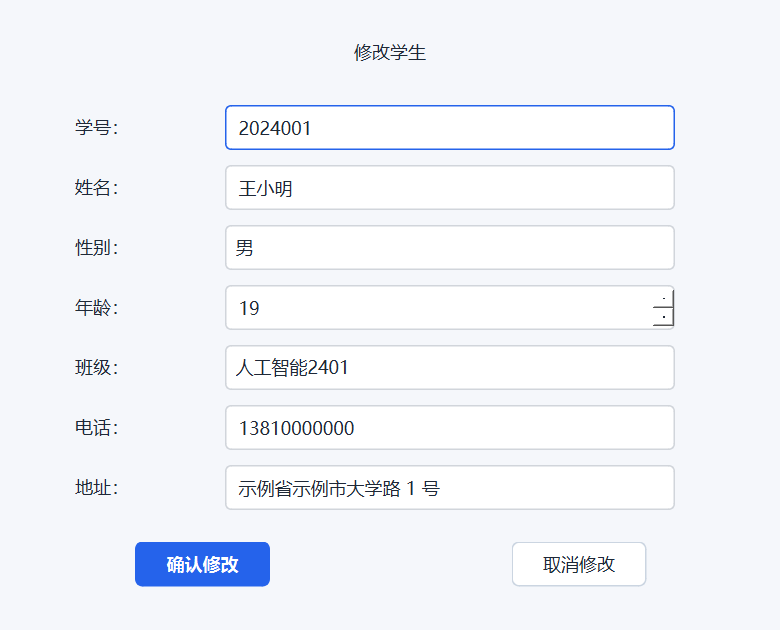 修改学生
学号： 2024001
姓名： 王小明
性别： 男
年龄： 19
班级： 人工智能2401
电话： 13810000000
地址： 示例省示例市大学路 1 号
确认修改 取消修改